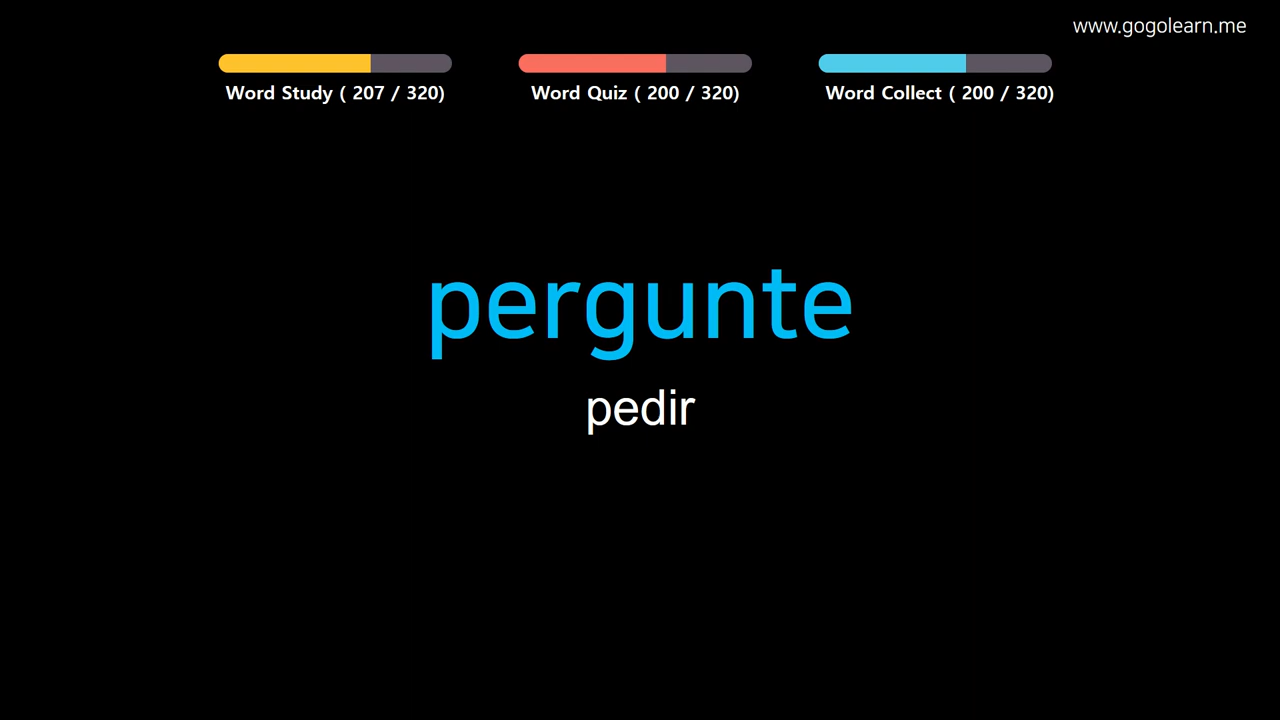 www.gogolearn.me
Word Study ( 207 / 320)
Word Quiz ( 200 / 320)
Word Collect ( 200 / 320)
pergunte
pedir